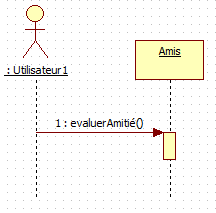 : Utilisateur1
Amis
1 : evaluerAmitié()